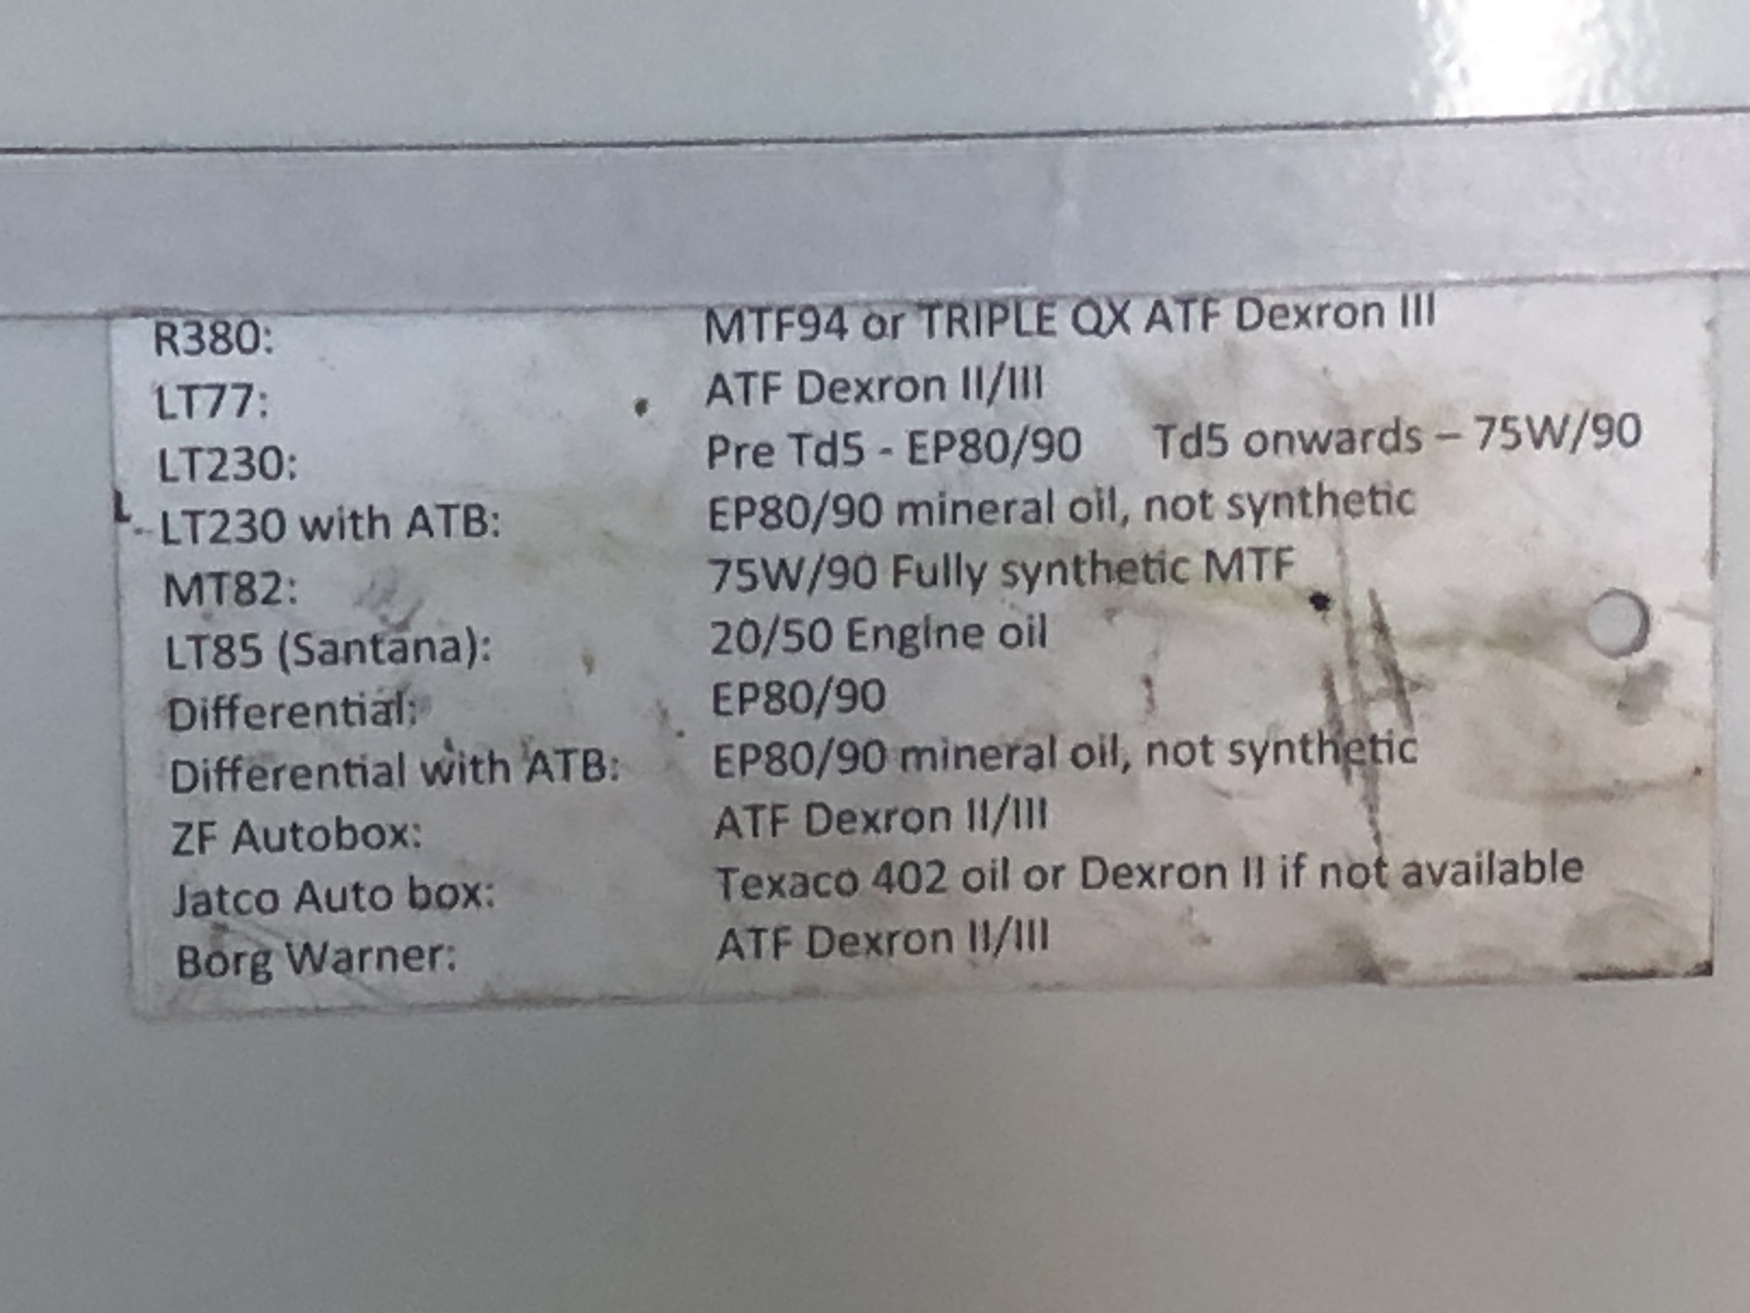 R380: MTF94 or TRIPLE QX ATF Dexron III
LT77: ATF Dexron II/III
LT230: Pre Td5 - EP80/90 Td5 onwards – 75W/90
LT230 with ATB: EP80/90 mineral oil, not synthetic
MT82: 75W/90 Fully synthetic MTF
LT85 (Santana): 20/50 Engine oil
Differential: EP80/90
Differential with ATB: EP80/90 mineral oil, not synthetic
ZF Autobox: ATF Dexron II/III
Jatco Auto box: Texaco 402 oil or Dexron II if not available
Borg Warner: ATF Dexron II/III